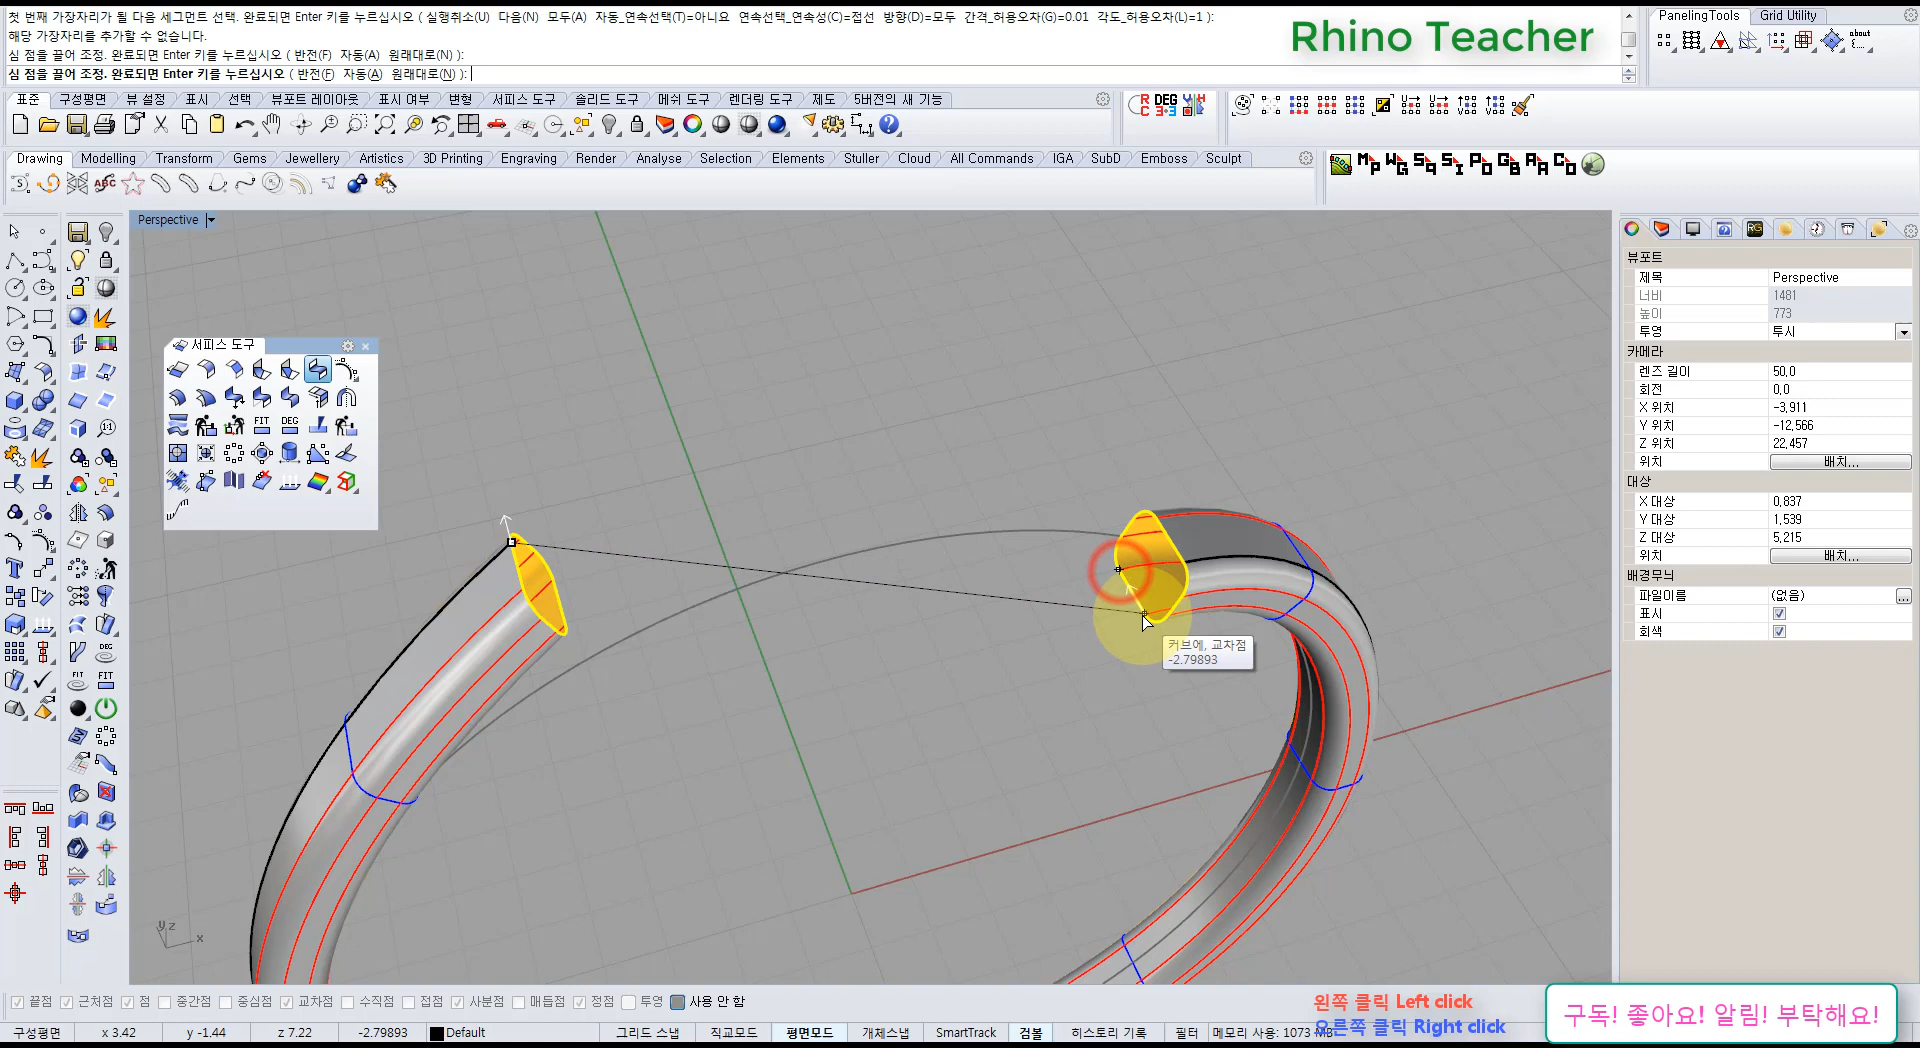 첫 번째 가장자리가 될 다음 세그먼트 선택. 완료되면 Enter 키를 누르십시오 ( 실행취소(U) 다음(N) 모두(A) 자동_연속선택(T)=아니요 연속선택_연속성(C)=접선 방향(D)=모두 간격_허용오차(G)=0.01 각도_허용오차(L)=1 ):
해당 가장자리를 추가할 수 없습니다.
심 점을 끌어 조정. 완료되면 Enter 키를 누르십시오 ( 반전(F) 자동(A) 원래대로(N) ):
심 점을 끌어 조정. 완료되면 Enter 키를 누르십시오 ( 반전(F) 자동(A) 원래대로(N) ):
Rhino Teacher
PanelingTools Grid Utility
about
표준 구성평면 뷰 설정 표시 선택 뷰포트 레이아웃 표시 여부 변형 서피스 도구 솔리드 도구 메쉬 도구 렌더링 도구 제도 5버전의 새 기능
Drawing Modelling Transform Gems Jewellery Artistics 3D Printing Engraving Render Analyse Selection Elements Stuller Cloud All Commands IGA SubD Emboss Sculpt
Perspective
서피스 도구
FIT DEG
커브에, 교차점
-2.79893
뷰포트
제목 Perspective
너비 1481
높이 773
투영 투시
카메라
렌즈 길이 50,0
회전 0,0
X 위치 -3,911
Y 위치 -12,566
Z 위치 22,457
위치 배치...
대상
X 대상 0,837
Y 대상 1,539
Z 대상 5,215
위치 배치...
배경무늬
파일이름 (없음) ...
표시
회색
y z
x
끝점 근처점 점 중간점 중심점 교차점 수직점 접점 사분점 매듭점 정점 투영 사용 안 함
왼쪽 클릭 Left click
오른쪽 클릭 Right click
구독! 좋아요! 알림! 부탁해요!
구성평면 x 3.42 y -1.44 z 7.22 -2.79893 Default 그리드 스냅 직교모드 평면모드 개체스냅 SmartTrack 검볼 히스토리 기록 필터 메모리 사용: 1073 MB